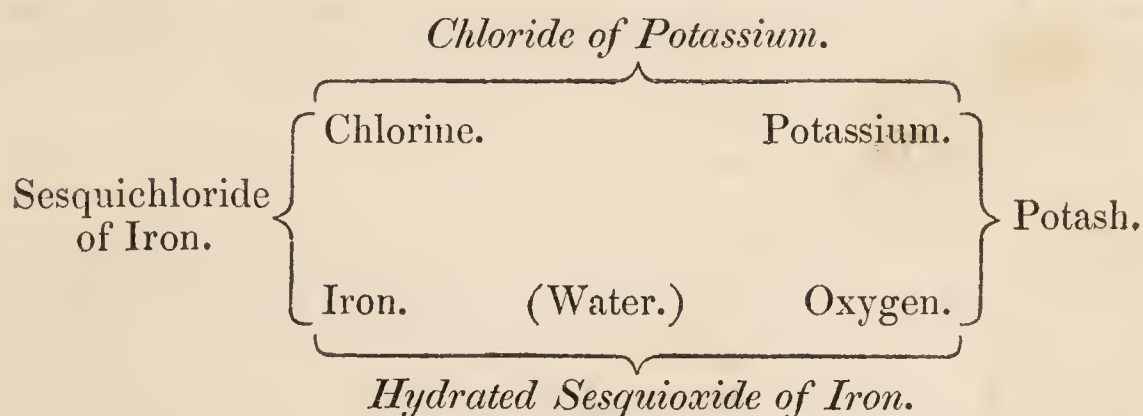 Chloride of Potassium.
Chlorine. Potassium.
Sesquichloride
of Iron.
Potash.
Iron. (Water.) Oxygen.
Hydrated Sesquioxide of Iron.